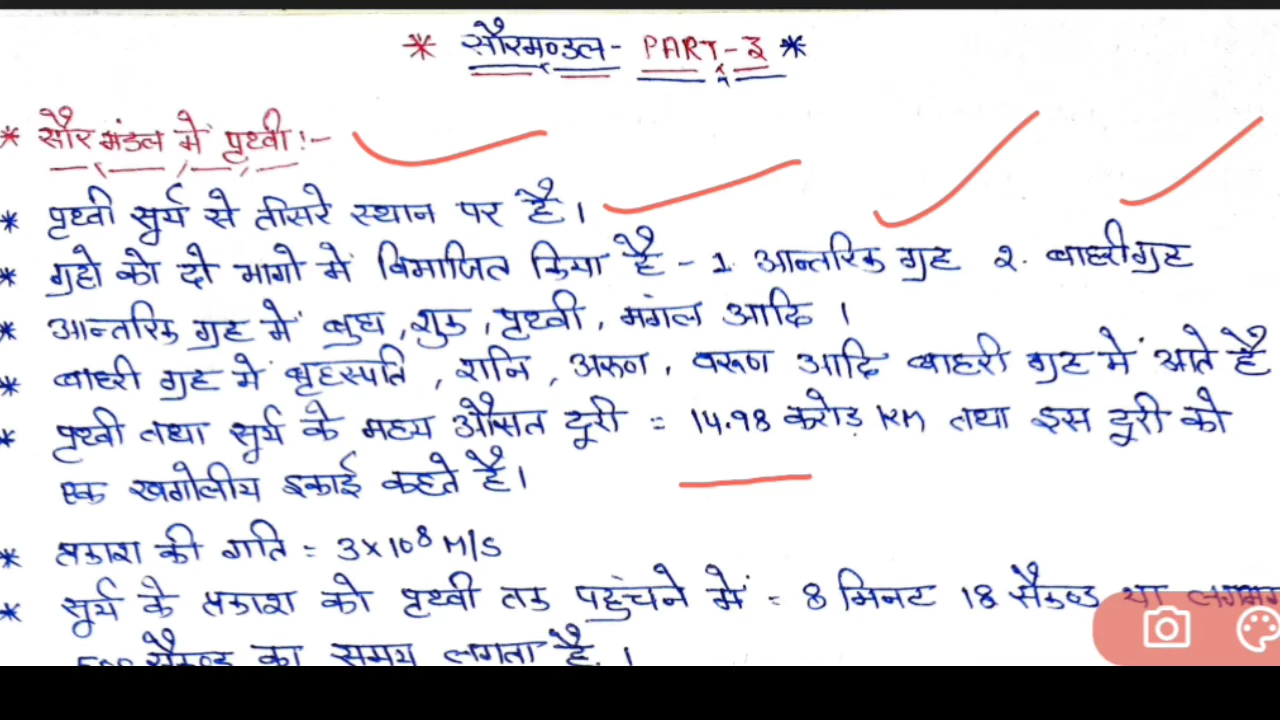 * सौरमण्डल - PART-3 *
* सौर मंडल में पृथ्वी :-
* पृथ्वी सूर्य से तीसरे स्थान पर है।
* ग्रहो को दो भागो में विभाजित किया है - 1. आन्तरिक ग्रह 2. बाहरी ग्रह
* आन्तरिक ग्रह में बुध, शुक्र, पृथ्वी, मंगल आदि।
* बाहरी ग्रह में बृहस्पति, शनि, अरुण, वरूण आदि बाहरी ग्रह में आते है
* पृथ्वी तथा सूर्य के मध्य औसत दूरी = 14.98 करोड़ km तथा इस दूरी को
एक खगोलीय इकाई कहते है।
* प्रकाश की गति = 3×10⁸ M/S
* सूर्य के प्रकाश को पृथ्वी तक पहुंचने में = 8 मिनट 18 सैकण्ड या लगभग
500 सैकण्ड का समय लगता है।